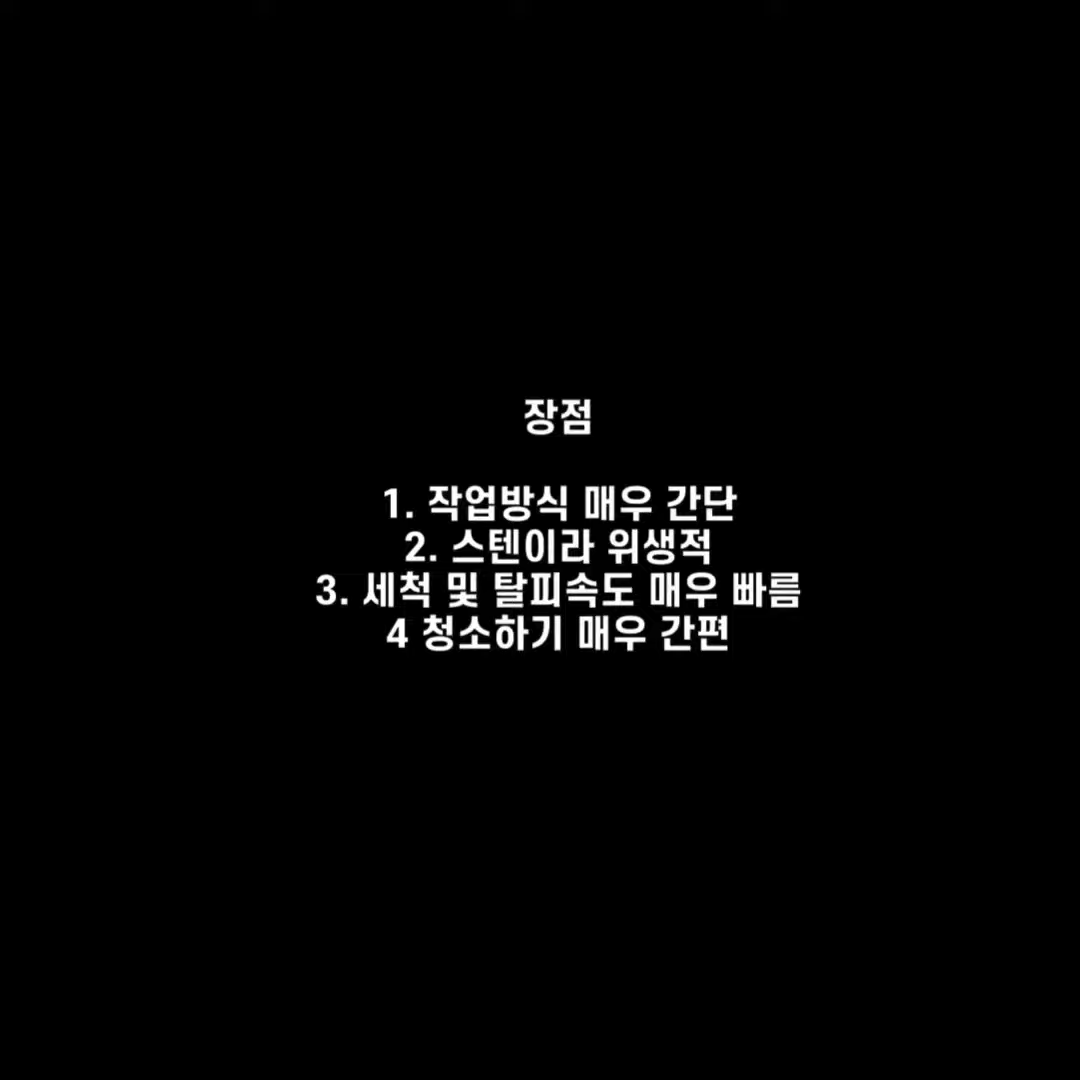 장점
1. 작업방식 매우 간단
2. 스텐이라 위생적
3. 세척 및 탈피속도 매우 빠름
4 청소하기 매우 간편